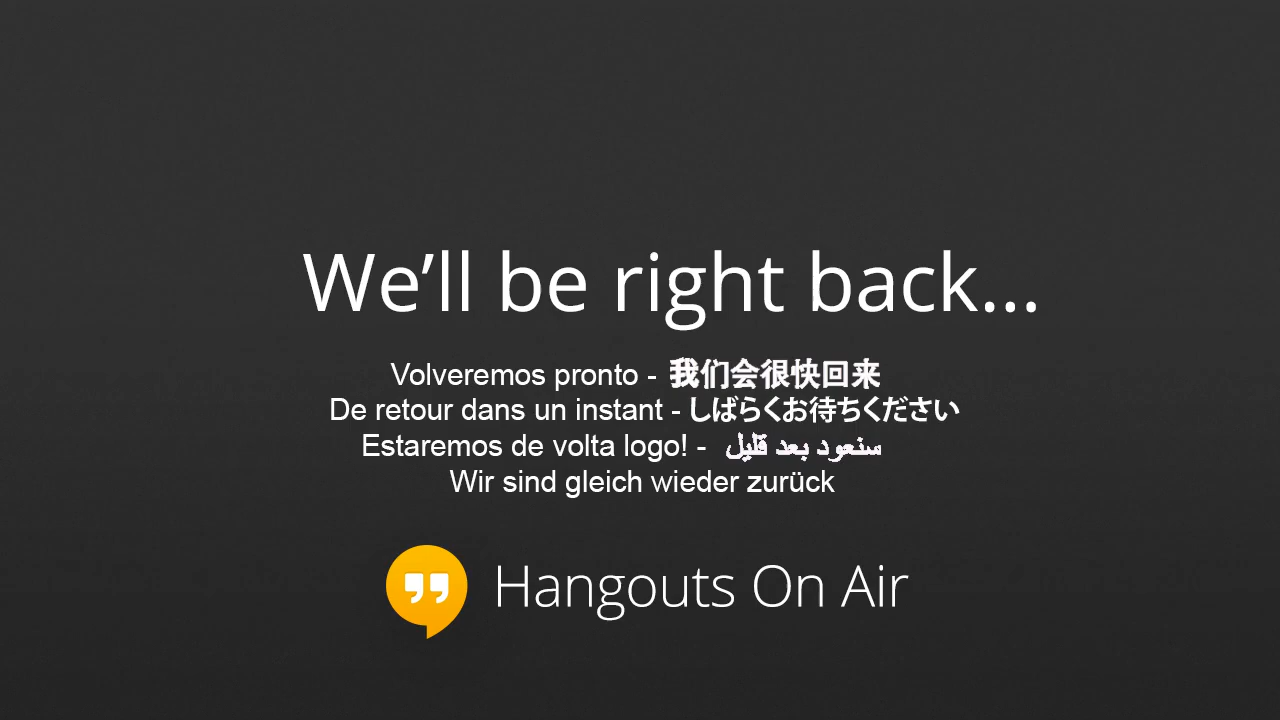 We’ll be right back...
Volveremos pronto - 我们会很快回来
De retour dans un instant - しばらくお待ちください
Estaremos de volta logo! - سنعود بعد قليل
Wir sind gleich wieder zurück
Hangouts On Air